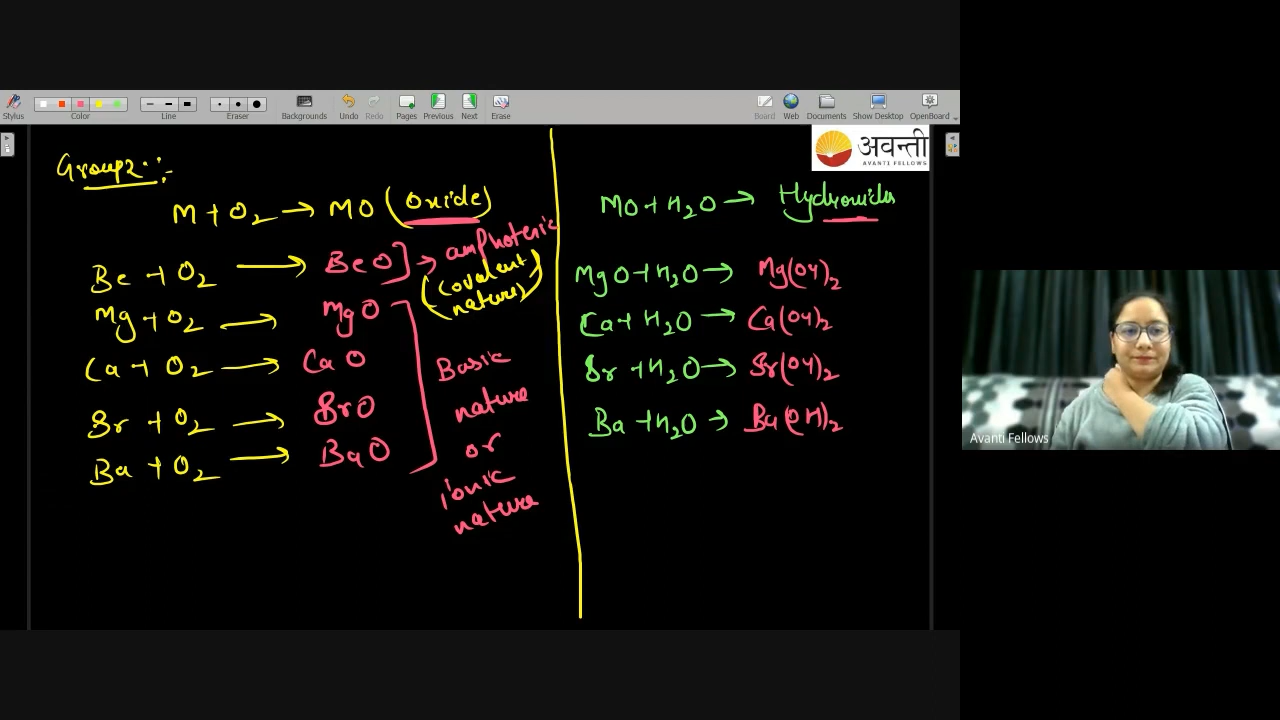 Stylus
Color
Line
Eraser
Backgrounds
Undo
Redo
Pages
Previous
Next
Erase
Board
Web
Documents
Show Desktop
OpenBoard
अवन्ती
AVANTI FELLOWS
Group 2 :-
M + O2 → MO (Oxide)
Be + O2 → BeO ] → amphoteric
(covalent
nature)
Mg + O2 → MgO
Ca + O2 → CaO
Sr + O2 → SrO
Ba + O2 → BaO
Basic
nature
or
ionic
nature
MO + H2O → Hydroxides
MgO + H2O → Mg(OH)2
Ca + H2O → Ca(OH)2
Sr + H2O → Sr(OH)2
Ba + H2O → Ba(OH)2
Avanti Fellows